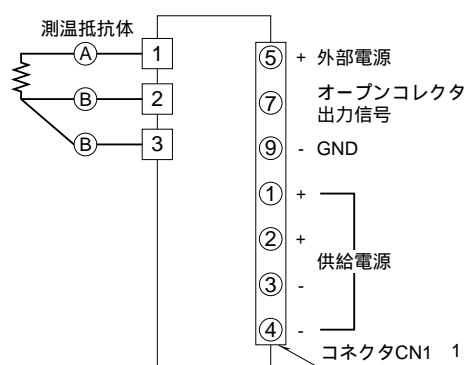 測温抵抗体
A 1
B 2
B 3
⑤ + 外部電源
⑦ オープンコレクタ
出力信号
⑨ - GND
① +
② +
供給電源
③ -
④ -
コネクタCN1 1